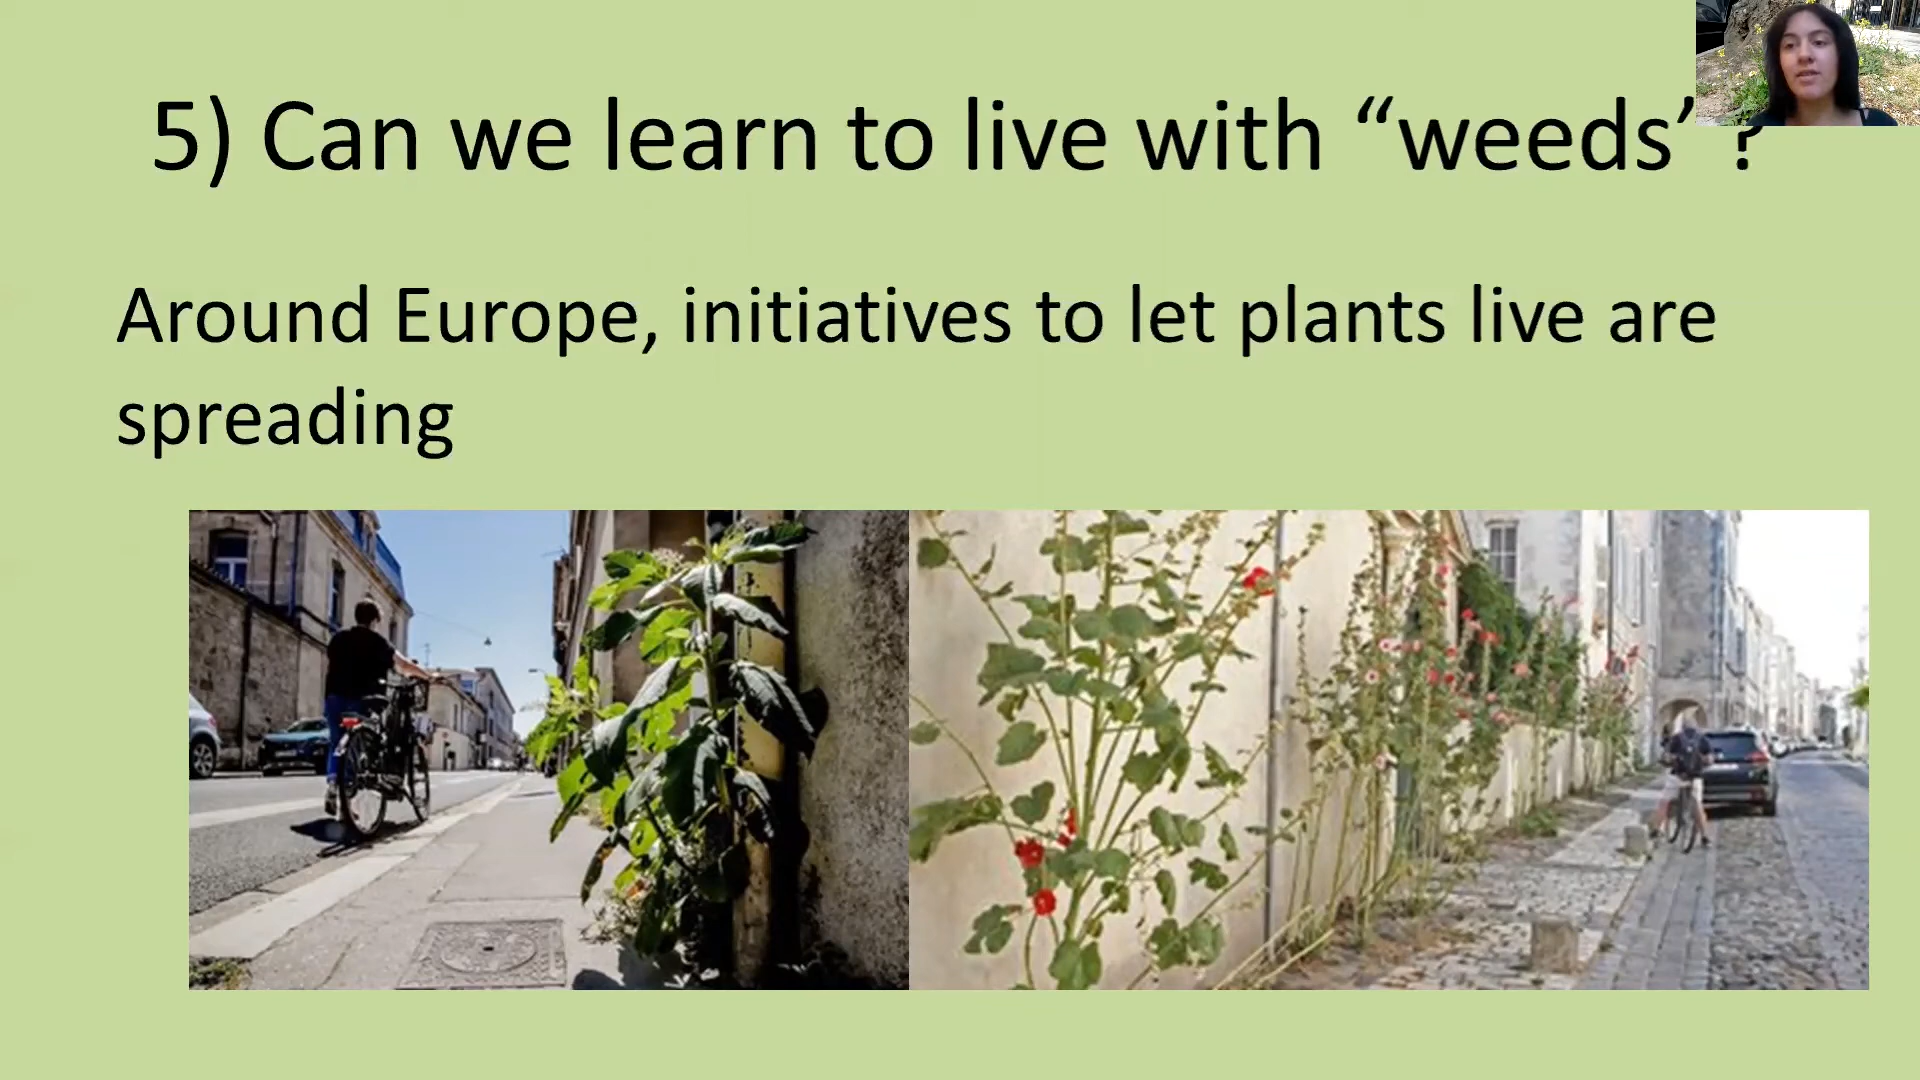 5) Can we learn to live with “weeds”?
Around Europe, initiatives to let plants live are
spreading